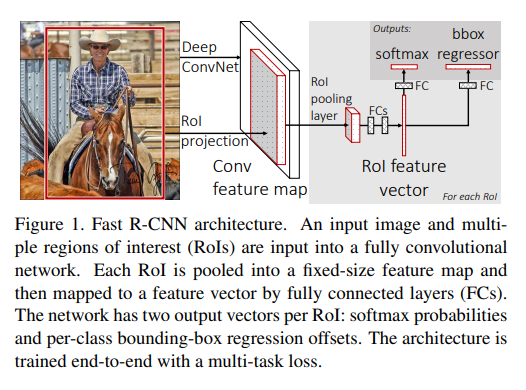 Outputs:
bbox
softmax
regressor
Deep
ConvNet
RoI
pooling
layer
FC
FC
FCs
RoI
projection
Conv
feature map
RoI feature
vector
For each RoI
Figure 1. Fast R-CNN architecture. An input image and multi-
ple regions of interest (RoIs) are input into a fully convolutional
network. Each RoI is pooled into a fixed-size feature map and
then mapped to a feature vector by fully connected layers (FCs).
The network has two output vectors per RoI: softmax probabilities
and per-class bounding-box regression offsets. The architecture is
trained end-to-end with a multi-task loss.